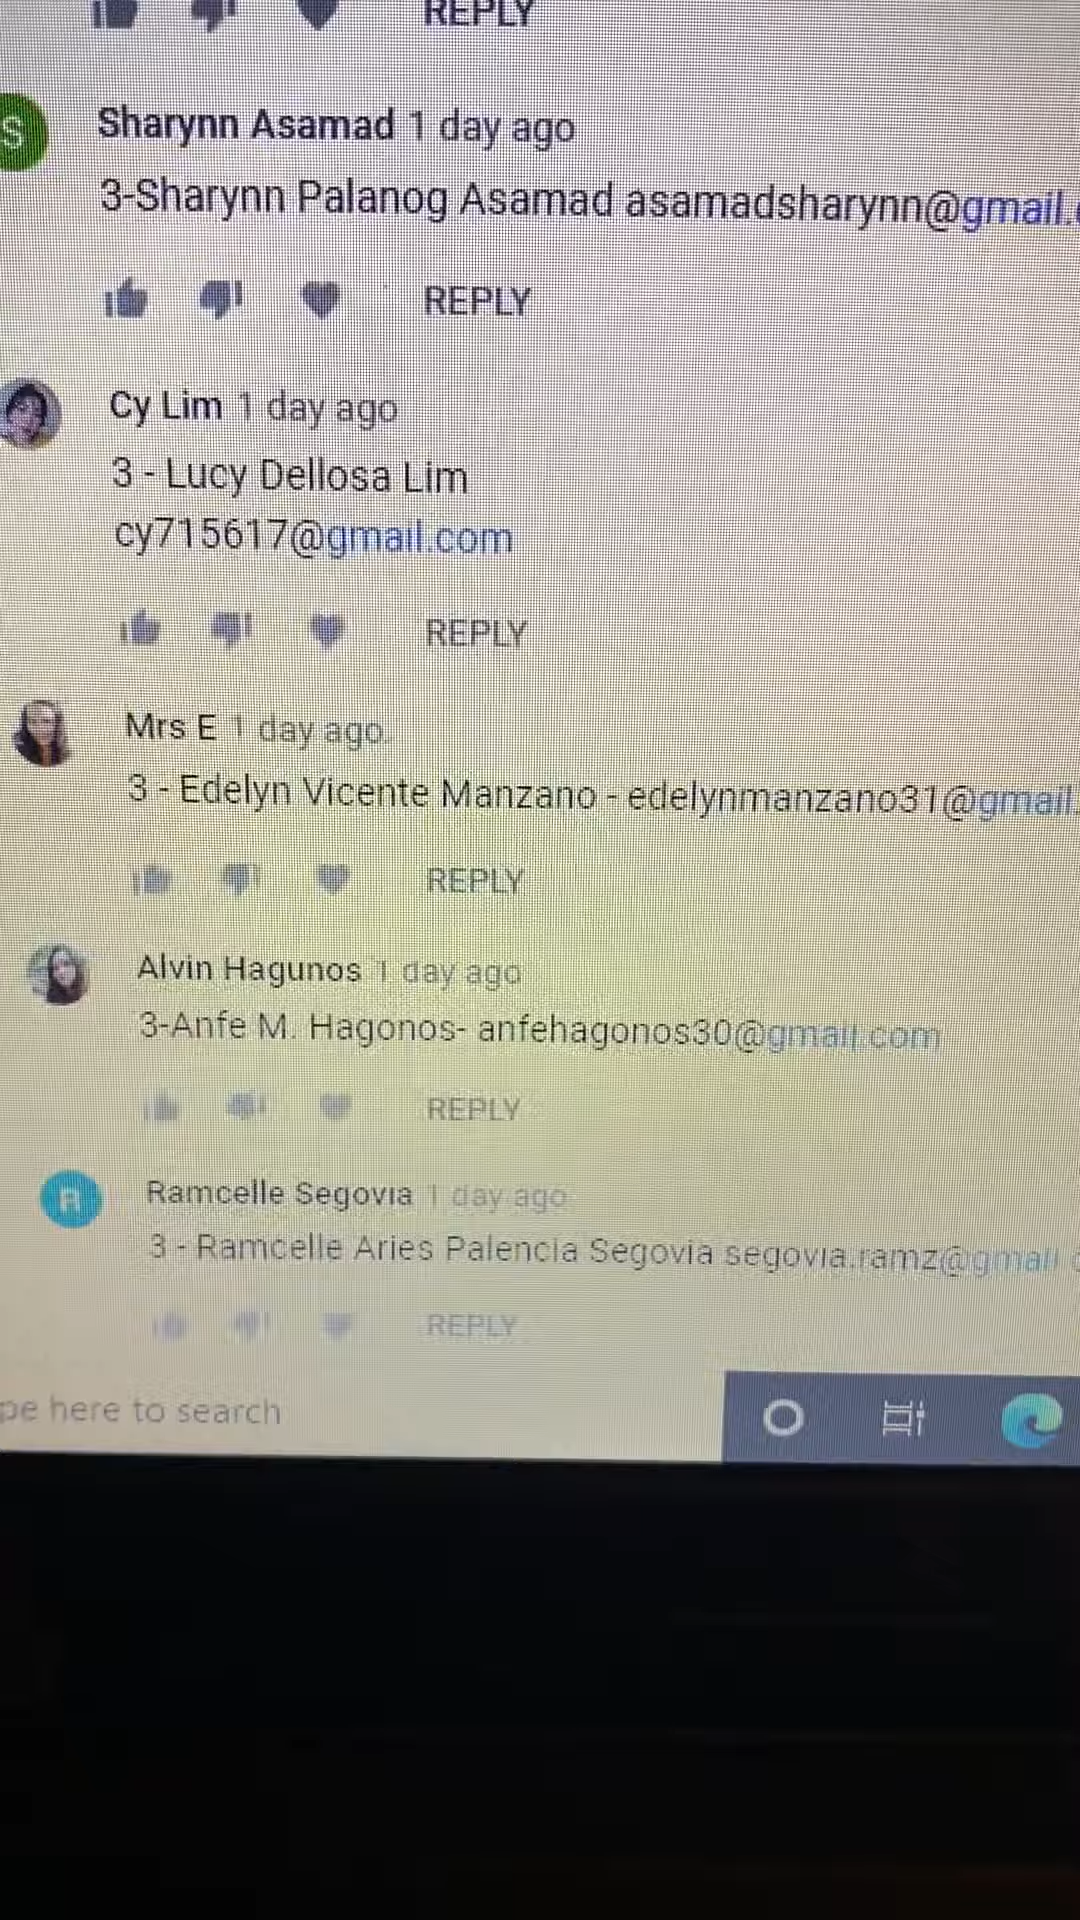 REPLY
S
Sharynn Asamad 1 day ago
3-Sharynn Palanog Asamad asamadsharynn@gmail.
REPLY
Cy Lim 1 day ago
3 - Lucy Dellosa Lim
cy715617@gmail.com
REPLY
Mrs E 1 day ago
3 - Edelyn Vicente Manzano - edelynmanzano31@gmail.
REPLY
Alvin Hagunos 1 day ago
3-Anfe M. Hagonos- anfehagonos30@gmail.com
REPLY
R
Ramcelle Segovia 1 day ago
3 - Ramcelle Aries Palencia Segovia segovia.ramz@gmail
REPLY
pe here to search